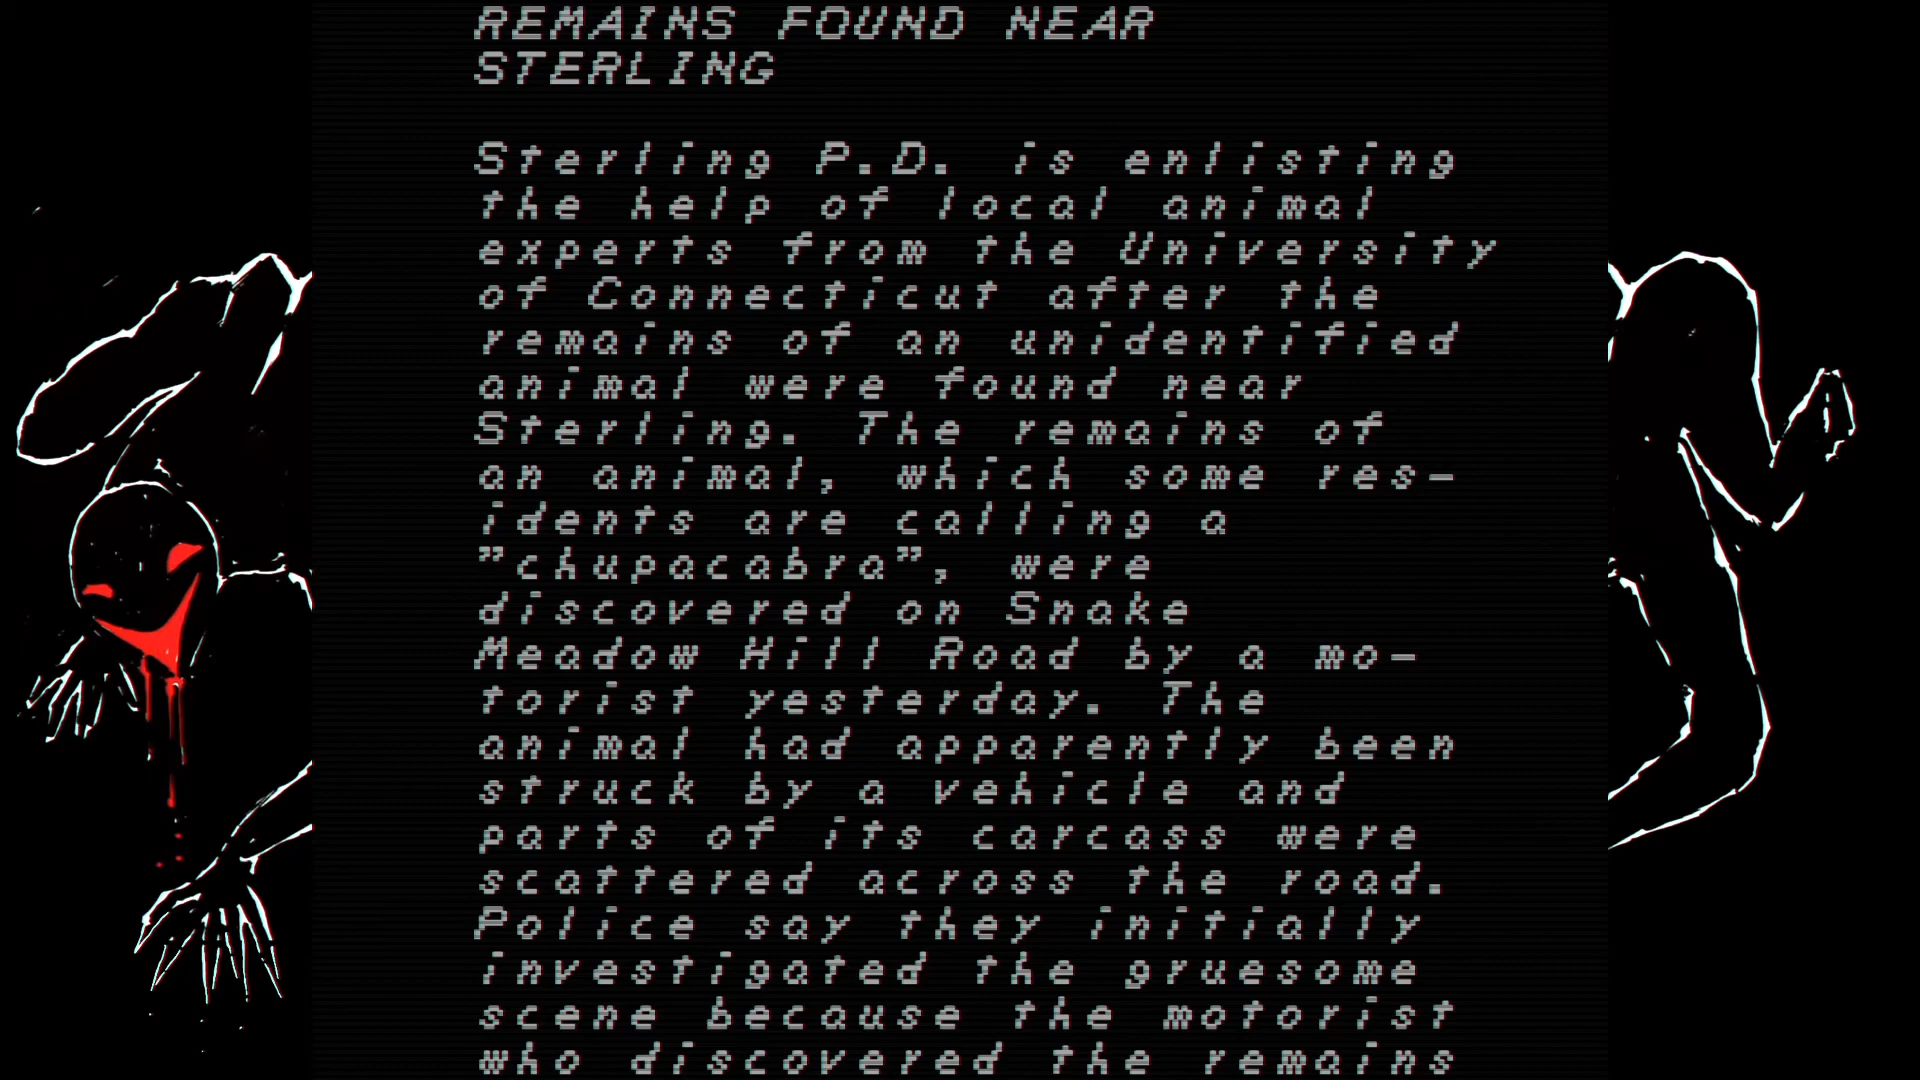 REMAINS FOUND NEAR
STERLING
Sterling P.D. is enlisting
the help of local animal
experts from the University
of Connecticut after the
remains of an unidentified
animal were found near
Sterling. The remains of
an animal, which some res-
idents are calling a
"chupacabra", were
discovered on Snake
Meadow Hill Road by a mo-
torist yesterday. The
animal had apparently been
struck by a vehicle and
parts of its carcass were
scattered across the road.
Police say they initially
investigated the gruesome
scene because the motorist
who discovered the remains